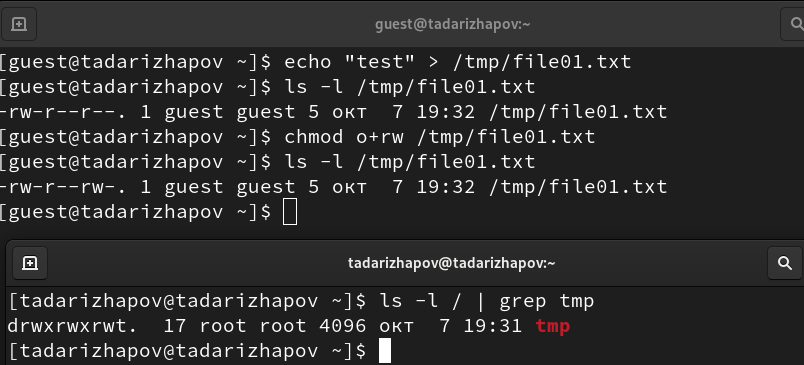 guest@tadarizhapov:~
[guest@tadarizhapov ~]$ echo "test" > /tmp/file01.txt
[guest@tadarizhapov ~]$ ls -l /tmp/file01.txt
-rw-r--r--. 1 guest guest 5 окт  7 19:32 /tmp/file01.txt
[guest@tadarizhapov ~]$ chmod o+rw /tmp/file01.txt
[guest@tadarizhapov ~]$ ls -l /tmp/file01.txt
-rw-r--rw-. 1 guest guest 5 окт  7 19:32 /tmp/file01.txt
[guest@tadarizhapov ~]$
tadarizhapov@tadarizhapov:~
[tadarizhapov@tadarizhapov ~]$ ls -l / | grep tmp
drwxrwxrwt.  17 root root 4096 окт  7 19:31 tmp
[tadarizhapov@tadarizhapov ~]$